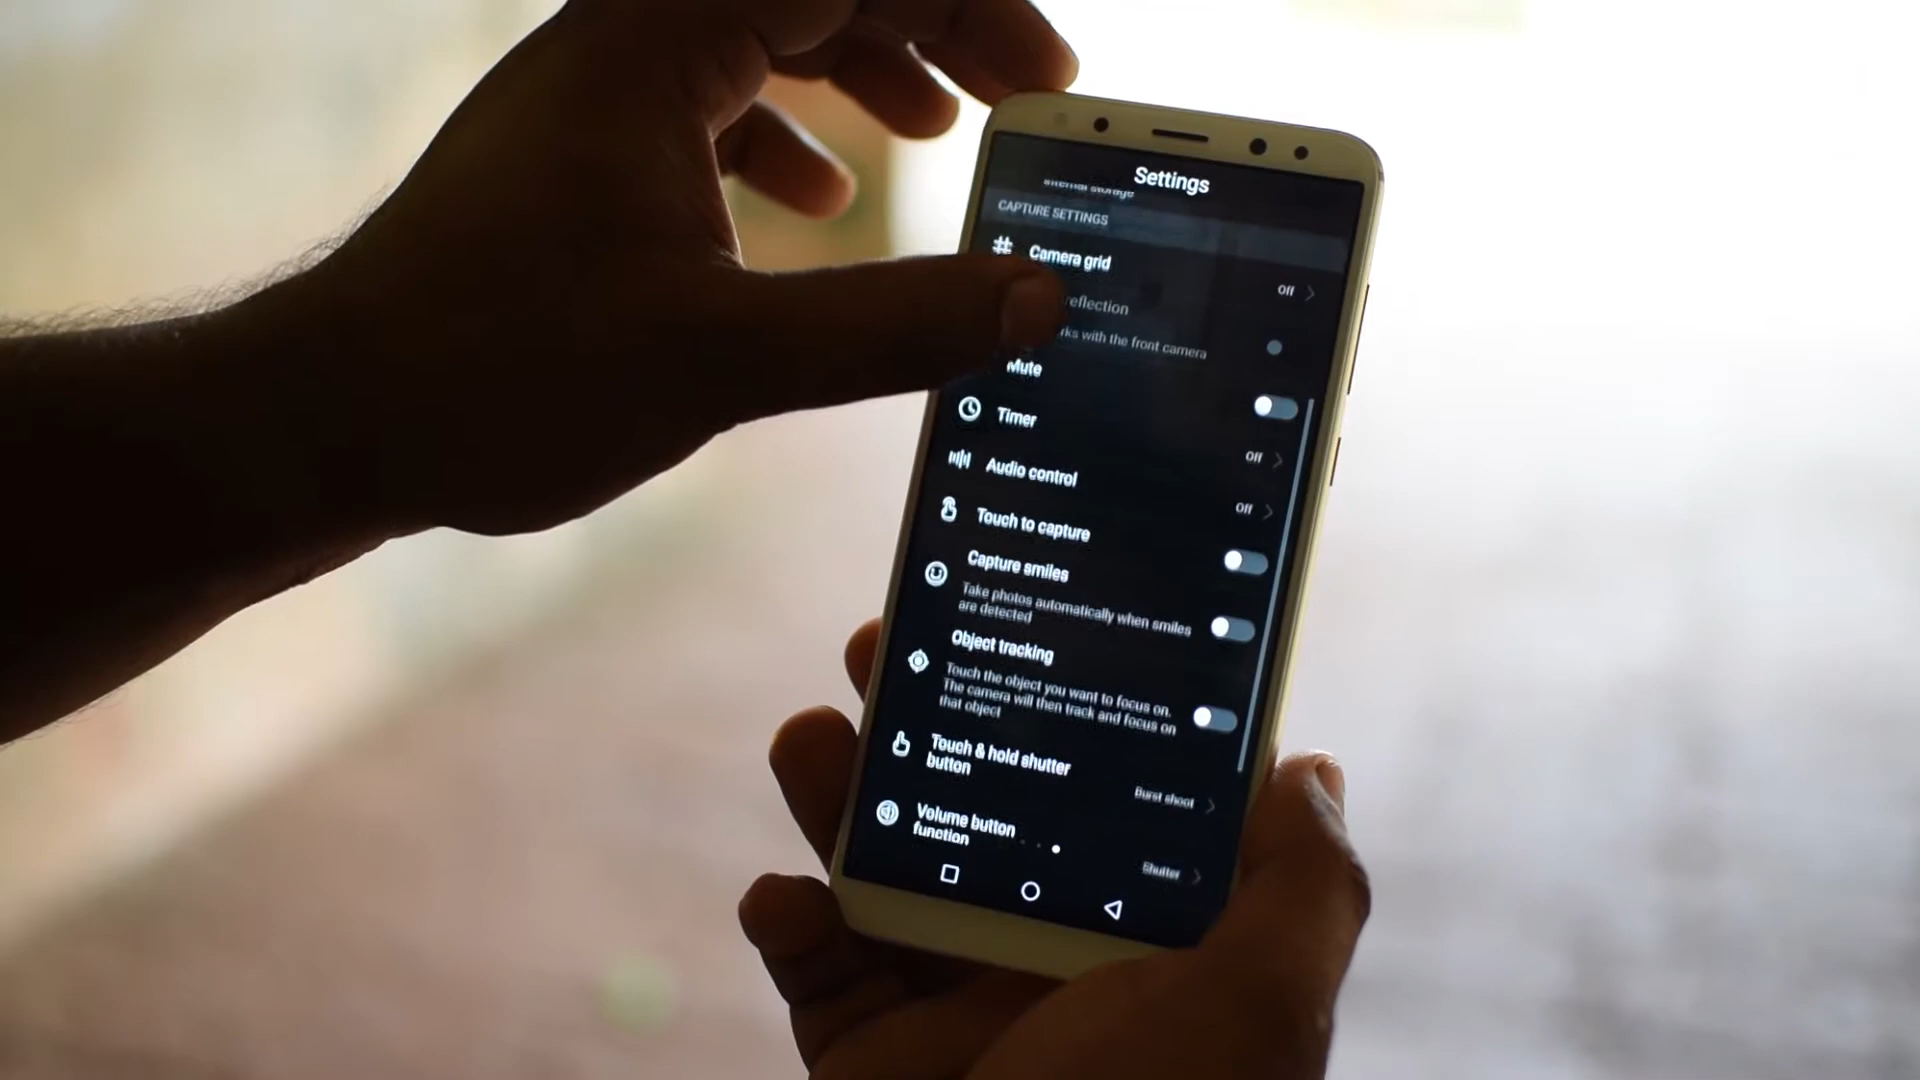 Settings
internal storage
CAPTURE SETTINGS
Camera grid
Off
reflection
with the front camera
Mute
Timer
Off
Audio control
Off
Touch to capture
Capture smiles
Take photos automatically when smiles
are detected
Object tracking
Touch the object you want to focus on.
The camera will then track and focus on
that object
Touch & hold shutter
button
Burst shoot
Volume button
function
Shutter